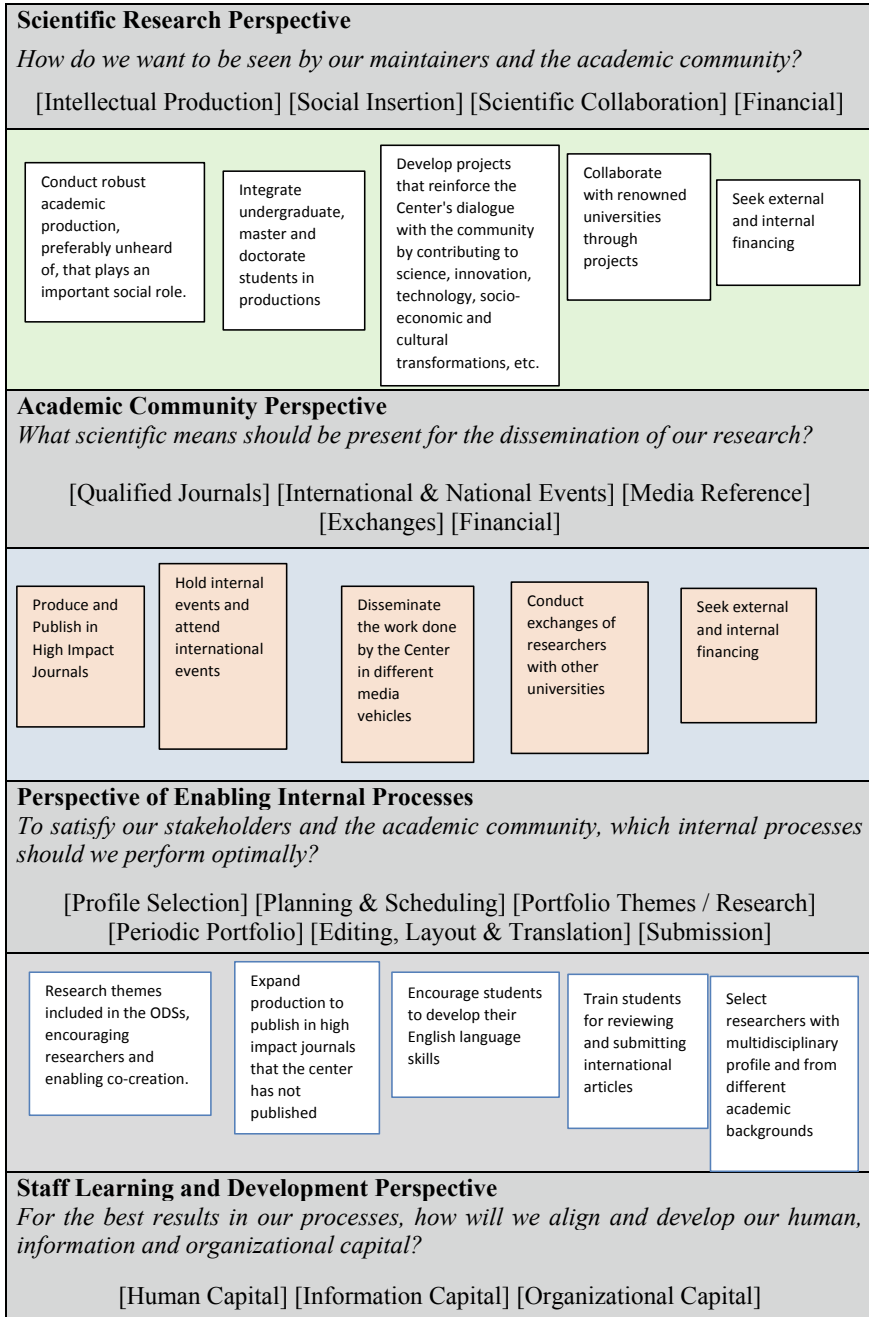 Scientific Research Perspective
How do we want to be seen by our maintainers and the academic community?
[Intellectual Production] [Social Insertion] [Scientific Collaboration] [Financial]
Conduct robust
academic
production,
preferably unheard
of, that plays an
important social role.
Integrate
undergraduate,
master and
doctorate
students in
productions
Develop projects
that reinforce the
Center's dialogue
with the community
by contributing to
science, innovation,
technology, socio-
economic and
cultural
transformations, etc.
Collaborate
with renowned
universities
through
projects
Seek external
and internal
financing
Academic Community Perspective
What scientific means should be present for the dissemination of our research?
[Qualified Journals] [International & National Events] [Media Reference]
[Exchanges] [Financial]
Produce and
Publish in
High Impact
Journals
Hold internal
events and
attend
international
events
Disseminate
the work done
by the Center
in different
media
vehicles
Conduct
exchanges of
researchers
with other
universities
Seek external
and internal
financing
Perspective of Enabling Internal Processes
To satisfy our stakeholders and the academic community, which internal processes
should we perform optimally?
[Profile Selection] [Planning & Scheduling] [Portfolio Themes / Research]
[Periodic Portfolio] [Editing, Layout & Translation] [Submission]
Research themes
included in the ODSs,
encouraging
researchers and
enabling co-creation.
Expand
production to
publish in high
impact journals
that the center
has not
published
Encourage students
to develop their
English language
skills
Train students
for reviewing
and submitting
international
articles
Select
researchers with
multidisciplinary
profile and from
different
academic
backgrounds
Staff Learning and Development Perspective
For the best results in our processes, how will we align and develop our human,
information and organizational capital?
[Human Capital] [Information Capital] [Organizational Capital]